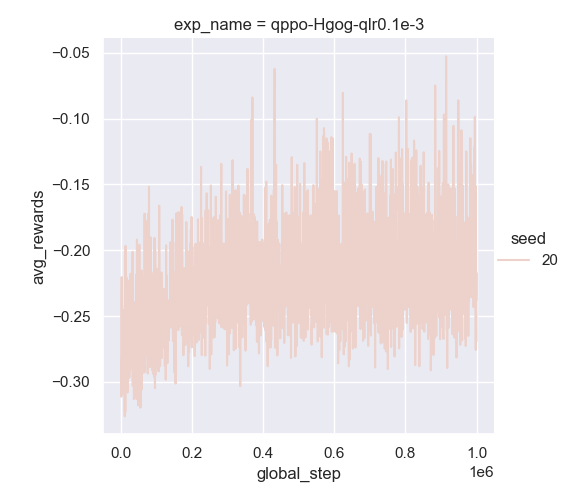 exp_name = qppo-Hgog-qlr0.1e-3
−0.05
−0.10
−0.15
−0.20
−0.25
−0.30
avg_rewards
0.0 0.2 0.4 0.6 0.8 1.0
1e6
global_step
seed
20